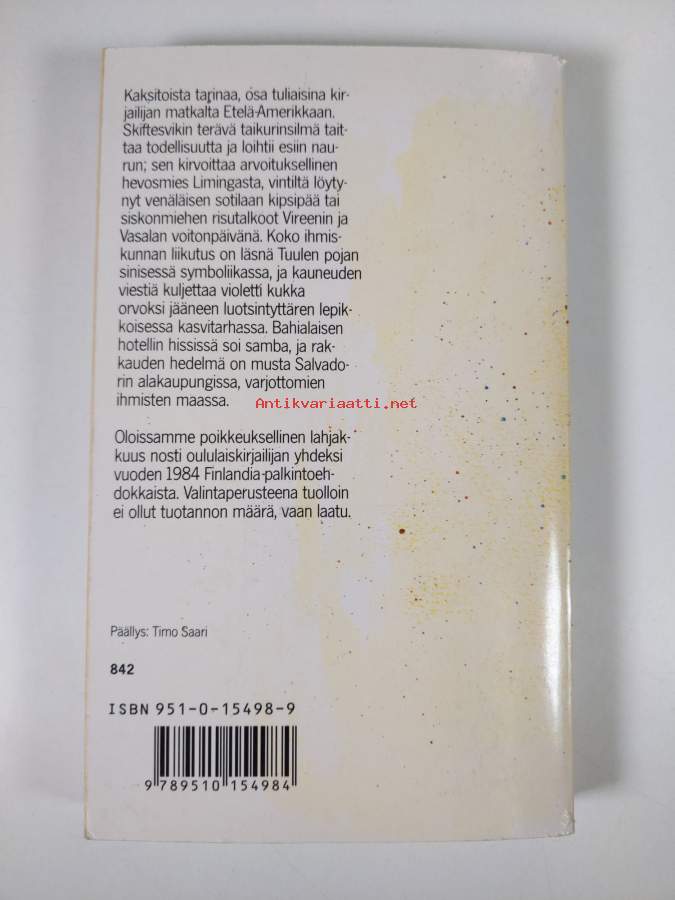 Kaksitoista tarinaa, osa tuliaisina kir-
jailijan matkalta Etelä-Amerikkaan.
Skiftesvikin terävä taikurinsilmä tait-
taa todellisuutta ja loihtii esiin nau-
run; sen kirvoittaa arvoituksellinen
hevosmies Limingasta, vintiltä löyty-
nyt venäläisen sotilaan kipsipää tai
siskonmiehen risutalkoot Vireenin ja
Vasalan voitonpäivänä. Koko ihmis-
kunnan liikutus on läsnä Tuulen pojan
sinisessä symboliikassa, ja kauneuden
viestiä kuljettaa violetti kukka
orvoksi jääneen luotsintyttären lepik-
koisessa kasvitarhassa. Bahialaisen
hotellin hississä soi samba, ja rak-
kauden hedelmä on musta Salvado-
rin alakaupungissa, varjottomien
ihmisten maassa.
Antikvariaatti.net
Oloissamme poikkeuksellinen lahjak-
kuus nosti oululaiskirjailijan yhdeksi
vuoden 1984 Finlandia-palkintoeh-
dokkaista. Valintaperusteena tuolloin
ei ollut tuotannon määrä, vaan laatu.
Päällys: Timo Saari
842
ISBN 951-0-15498-9
9 789510 154984